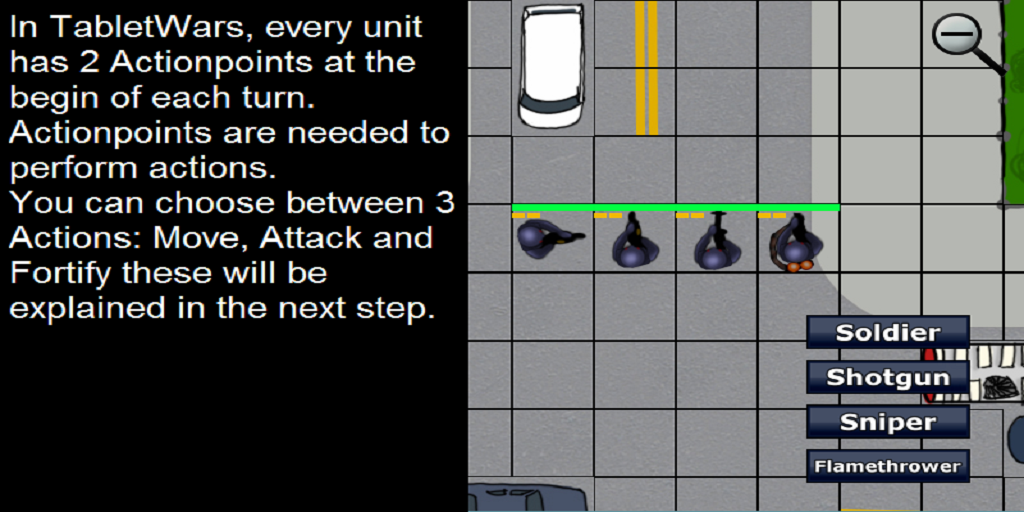 In TabletWars, every unit
has 2 Actionpoints at the
begin of each turn.
Actionpoints are needed to
perform actions.
You can choose between 3
Actions: Move, Attack and
Fortify these will be
explained in the next step.
Soldier
Shotgun
Sniper
Flamethrower